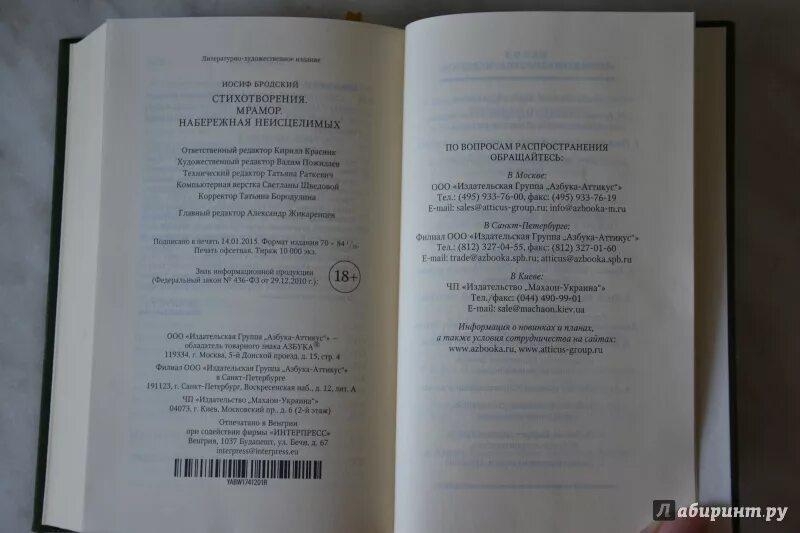 Литературно-художественное издание
ИОСИФ БРОДСКИЙ
СТИХОТВОРЕНИЯ.
МРАМОР.
НАБЕРЕЖНАЯ НЕИСЦЕЛИМЫХ
Ответственный редактор Кирилл Красник
Художественный редактор Вадим Пожидаев
Технический редактор Татьяна Раткевич
Компьютерная верстка Светланы Шведовой
Корректор Татьяна Бородулина
Главный редактор Александр Жикаренцев
Подписано в печать 14.01.2015. Формат издания 70 × 84 1/16.
Печать офсетная. Тираж 10 000 экз.
Знак информационной продукции
(Федеральный закон № 436-ФЗ от 29.12.2010 г.):
18+
ООО «Издательская Группа „Азбука-Аттикус"» —
обладатель товарного знака АЗБУКА®
119334, г. Москва, 5-й Донской проезд, д. 15, стр. 4
Филиал ООО «Издательская Группа „Азбука-Аттикус"»
в Санкт-Петербурге
191123, г. Санкт-Петербург, Воскресенская наб., д. 12, лит. А
ЧП «Издательство „Махаон-Украина"»
04073, г. Киев, Московский пр., д. 6 (2-й этаж)
Отпечатано в Венгрии
при содействии фирмы «ИНТЕРПРЕСС»
Венгрия, 1037 Будапешт, ул. Бечи, д. 67
interpress@interpress.eu
YABW1741201R
ПО ВОПРОСАМ РАСПРОСТРАНЕНИЯ
ОБРАЩАЙТЕСЬ:
В Москве:
ООО «Издательская Группа „Азбука-Аттикус"»
Тел.: (495) 933-76-00, факс: (495) 933-76-19
E-mail: sales@atticus-group.ru; info@azbooka-m.ru
В Санкт-Петербурге:
Филиал ООО «Издательская Группа „Азбука-Аттикус"»
Тел.: (812) 327-04-55, факс: (812) 327-01-60
E-mail: trade@azbooka.spb.ru; atticus@azbooka.spb.ru
В Киеве:
ЧП «Издательство „Махаон-Украина"»
Тел./факс: (044) 490-99-01
E-mail: sale@machaon.kiev.ua
Информация о новинках и планах,
а также условия сотрудничества на сайтах:
www.azbooka.ru, www.atticus-group.ru
Лабиринт.ру